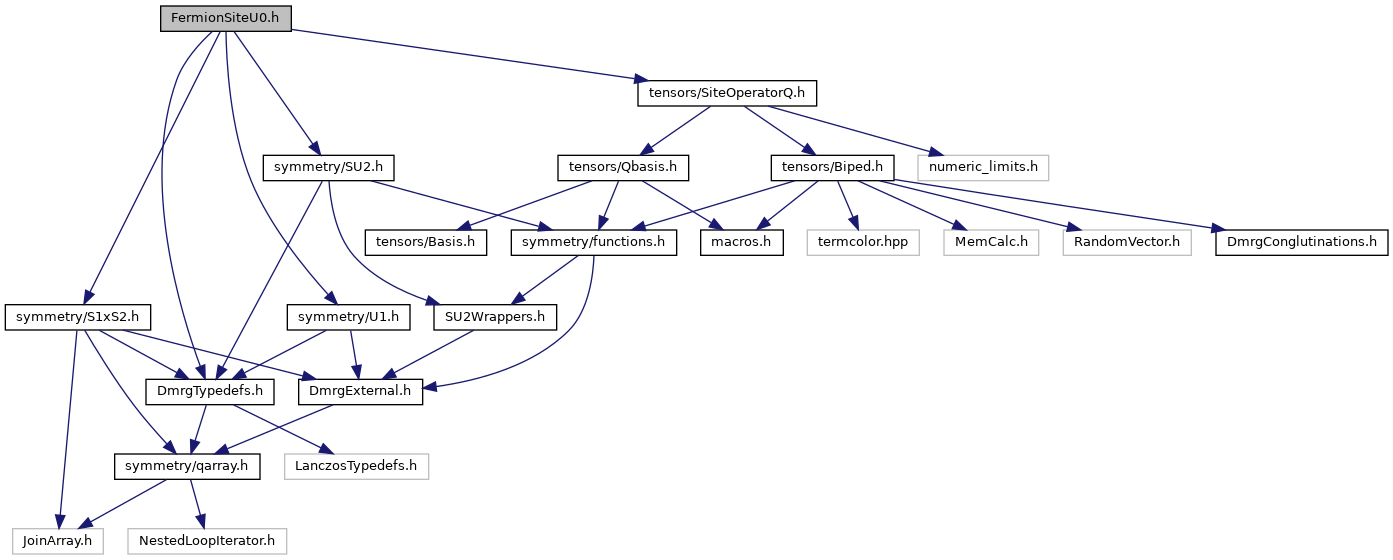 FermionSiteU0.h
tensors/SiteOperatorQ.h
symmetry/SU2.h
tensors/Qbasis.h
tensors/Biped.h
numeric_limits.h
tensors/Basis.h
symmetry/functions.h
macros.h
termcolor.hpp
MemCalc.h
RandomVector.h
DmrgConglutinations.h
symmetry/S1xS2.h
symmetry/U1.h
SU2Wrappers.h
DmrgTypedefs.h
DmrgExternal.h
symmetry/qarray.h
LanczosTypedefs.h
JoinArray.h
NestedLoopIterator.h